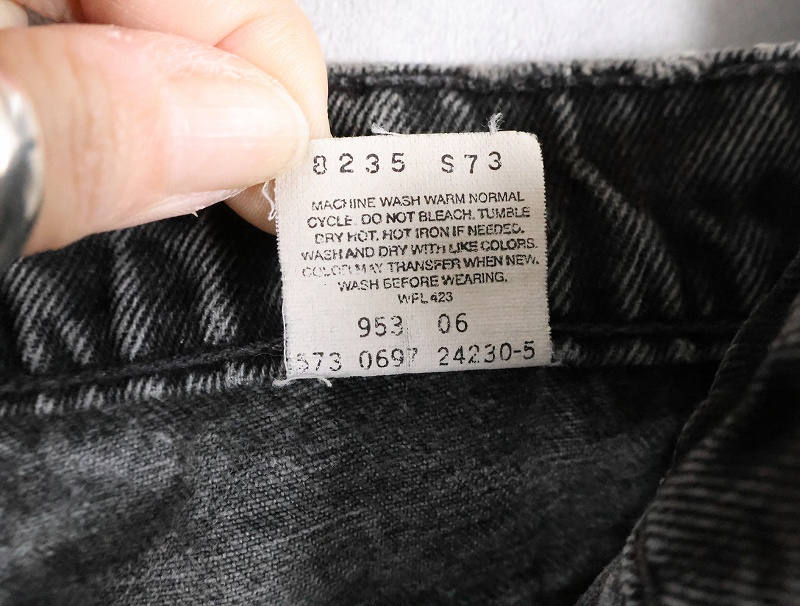 8235 S73
MACHINE WASH WARM NORMAL
CYCLE. DO NOT BLEACH. TUMBLE
DRY HOT. HOT IRON IF NEEDED.
WASH AND DRY WITH LIKE COLORS.
COLOR MAY TRANSFER WHEN NEW.
WASH BEFORE WEARING.
WPL 423
953 06
573 0697 24230-5